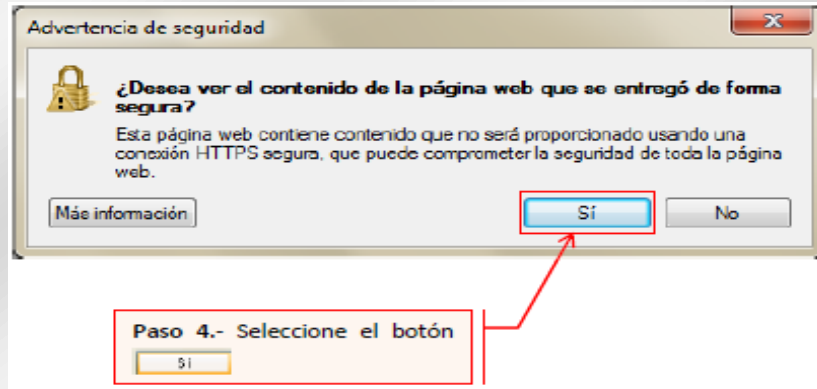 Advertencia de seguridad
¿Desea ver el contenido de la página web que se entregó de forma
segura?
Esta página web contiene contenido que no será proporcionado usando una
conexión HTTPS segura, que puede comprometer la seguridad de toda la página
web.
Más información
Sí
No
Paso 4.- Seleccione el botón
Sí